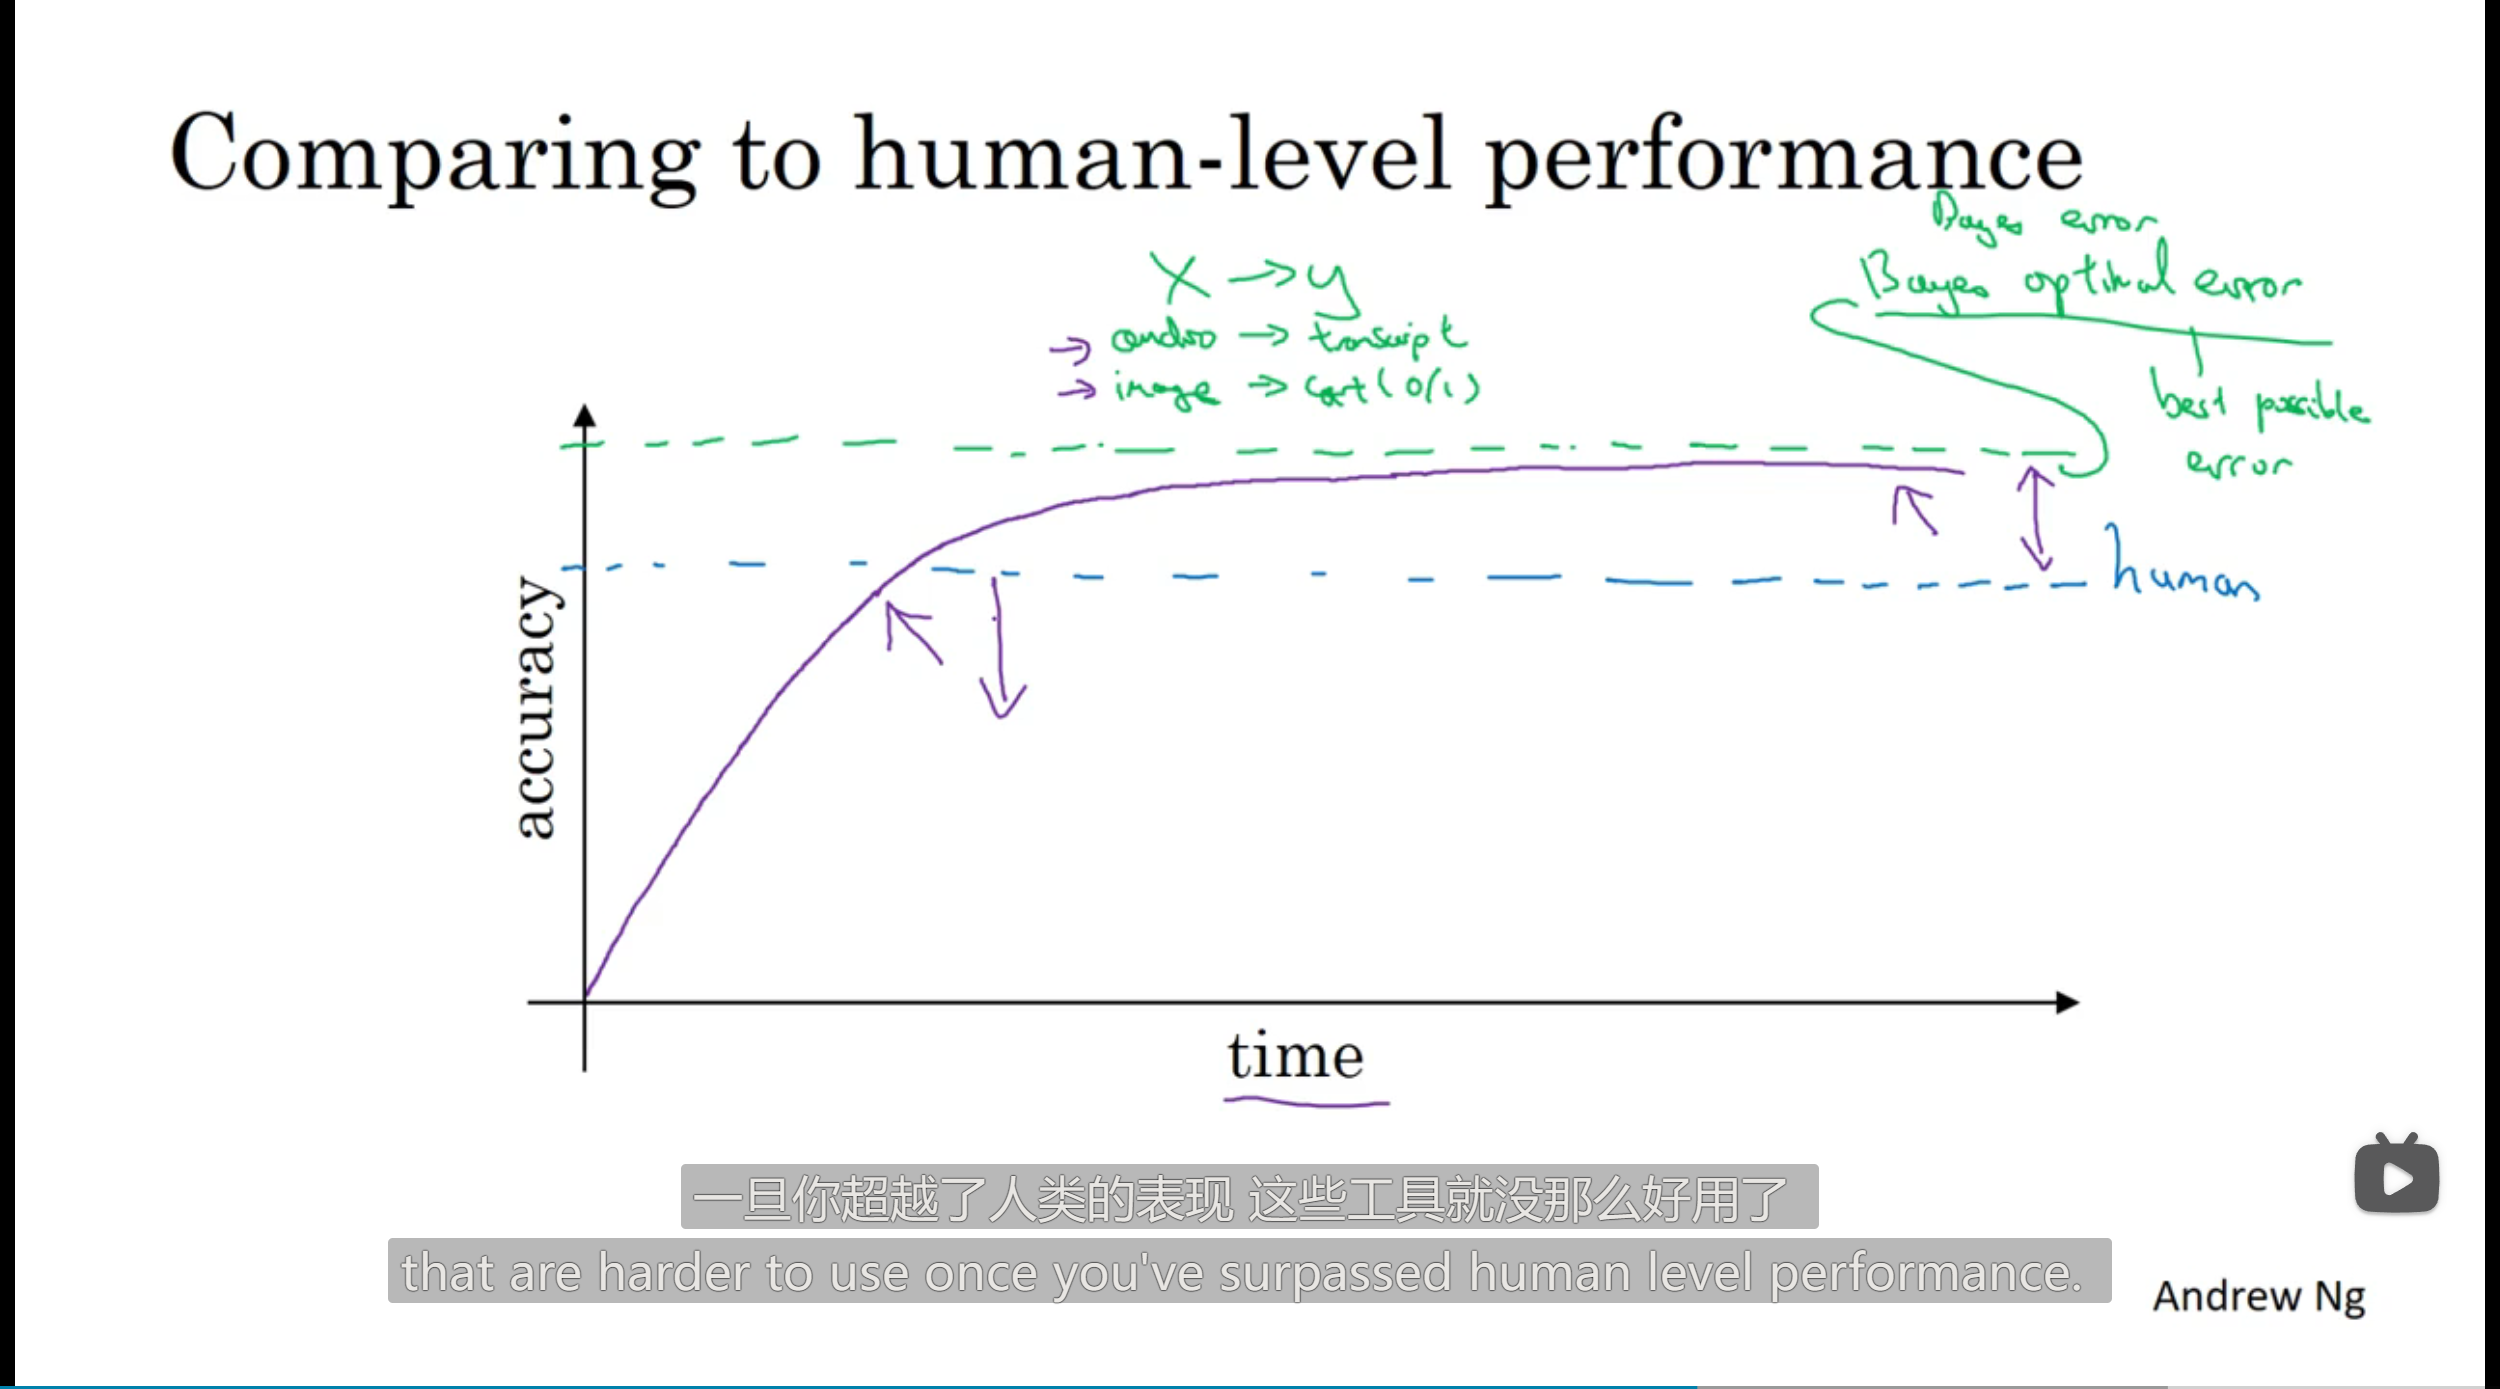 Comparing to human-level performance
Bayes error
Bayes optimal error
X → y
audio → transcript
image → cat (0/1)
best possible
error
human
accuracy
time
一旦你超越了人类的表现 这些工具就没那么好用了
that are harder to use once you've surpassed human level performance.
Andrew Ng